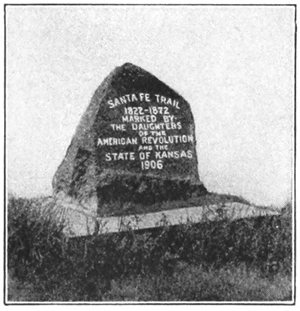 SANTA FE TRAIL
1822-1872
MARKED BY
THE DAUGHTERS
OF THE
AMERICAN REVOLUTION
AND THE
STATE OF KANSAS
1906